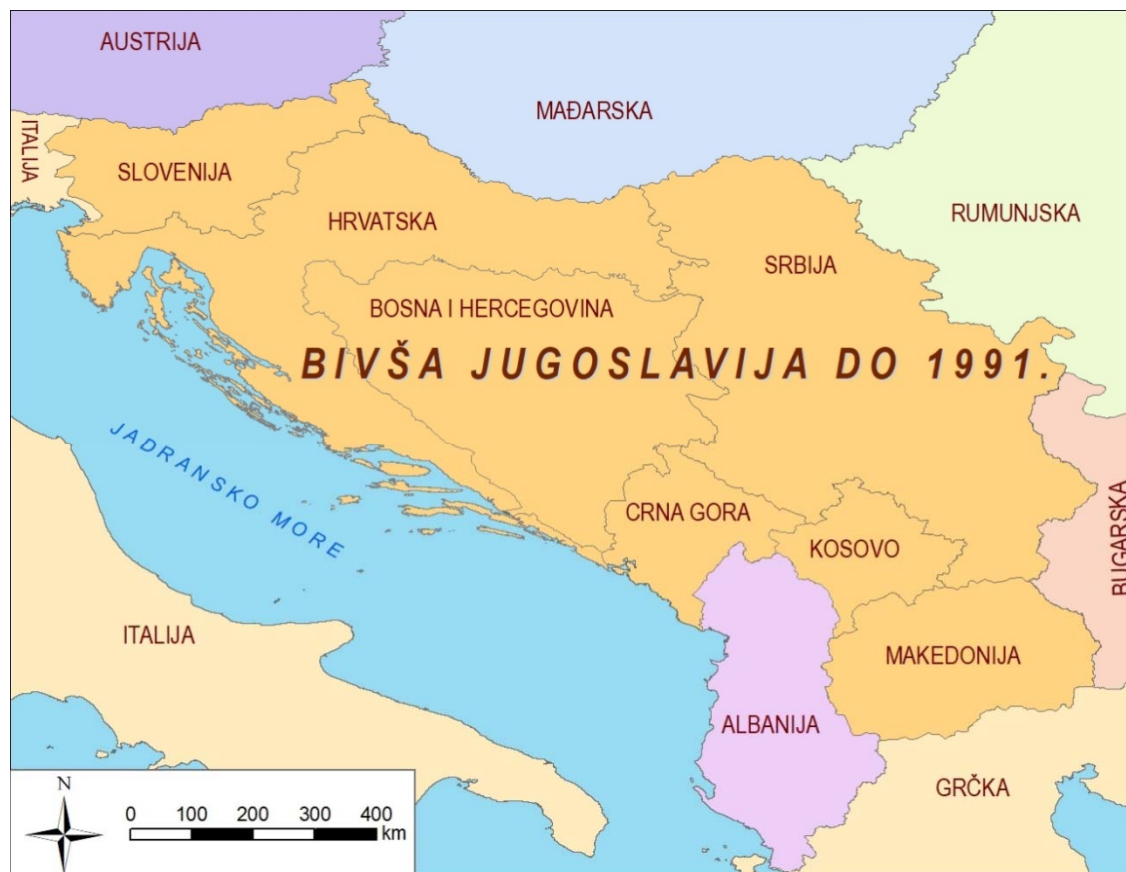 AUSTRIJA
MAĐARSKA
ITALIJA
SLOVENIJA
RUMUNJSKA
HRVATSKA
SRBIJA
BOSNA I HERCEGOVINA
BIVŠA JUGOSLAVIJA DO 1991.
JADRANSKO MORE
CRNA GORA
KOSOVO
BUGARSKA
ITALIJA
MAKEDONIJA
ALBANIJA
GRČKA
N
0 100 200 300 400
km